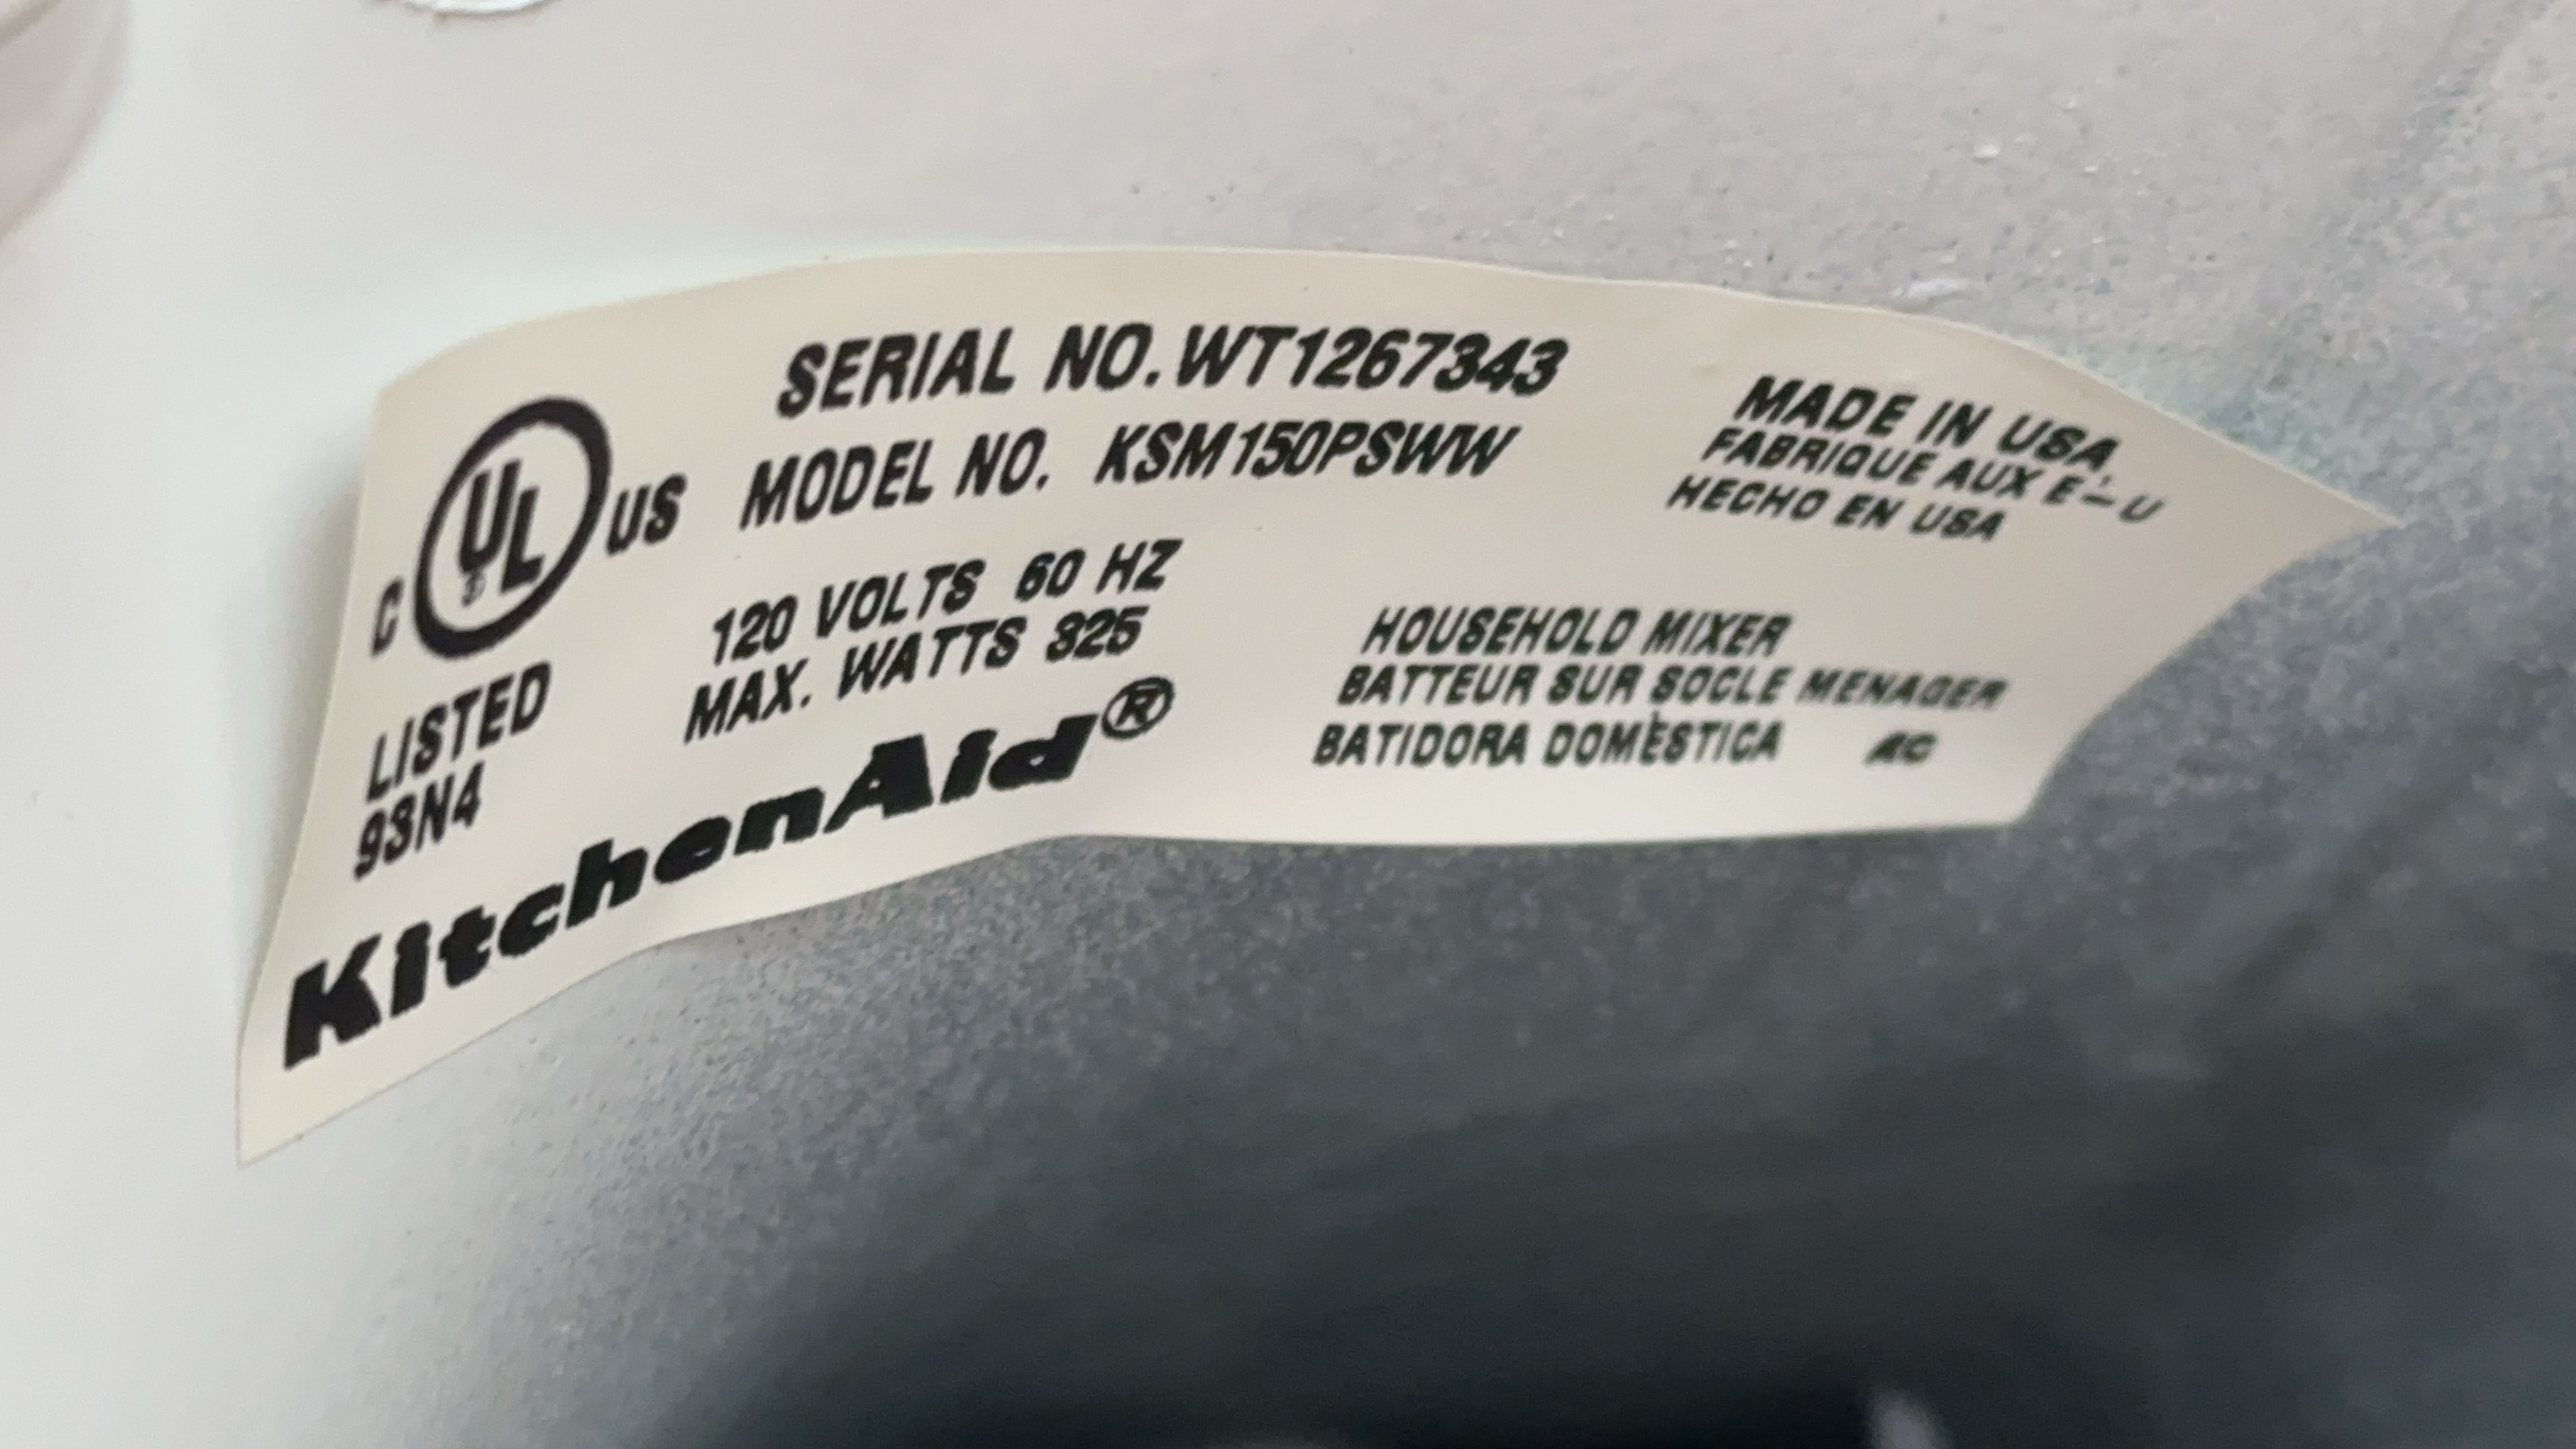 SERIAL NO. WT1267343
MODEL NO. KSM150PSWW
C UL US
LISTED
93N4
120 VOLTS 60 HZ
MAX. WATTS 325
KitchenAid®
MADE IN USA
FABRIQUE AUX É-U
HECHO EN USA
HOUSEHOLD MIXER
BATTEUR SUR SOCLE MENAGER
BATIDORA DOMÈSTICA AC